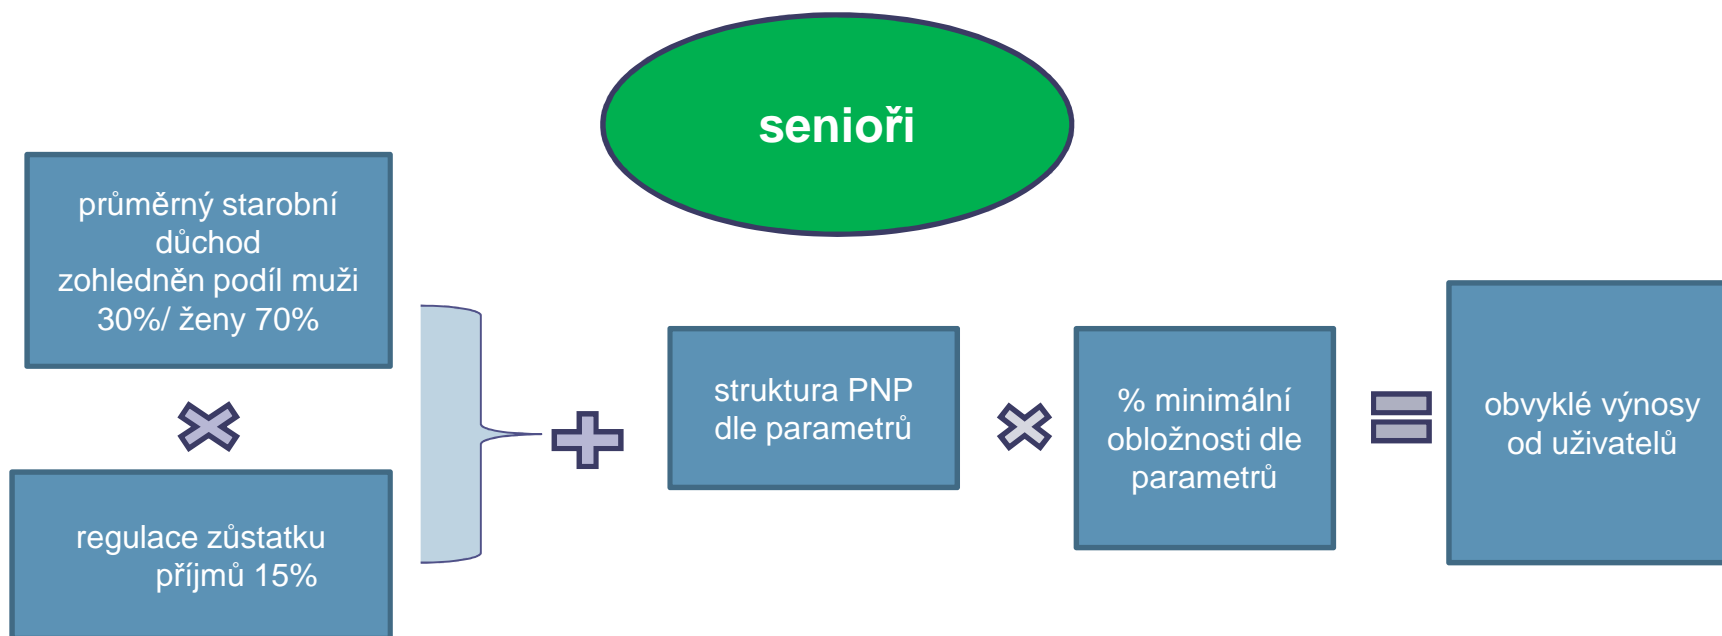 senioři
průměrný starobní
důchod
zohledněn podíl muži
30%/ ženy 70%
regulace zůstatku
příjmů 15%
struktura PNP
dle parametrů
% minimální
obložnosti dle
parametrů
obvyklé výnosy
od uživatelů